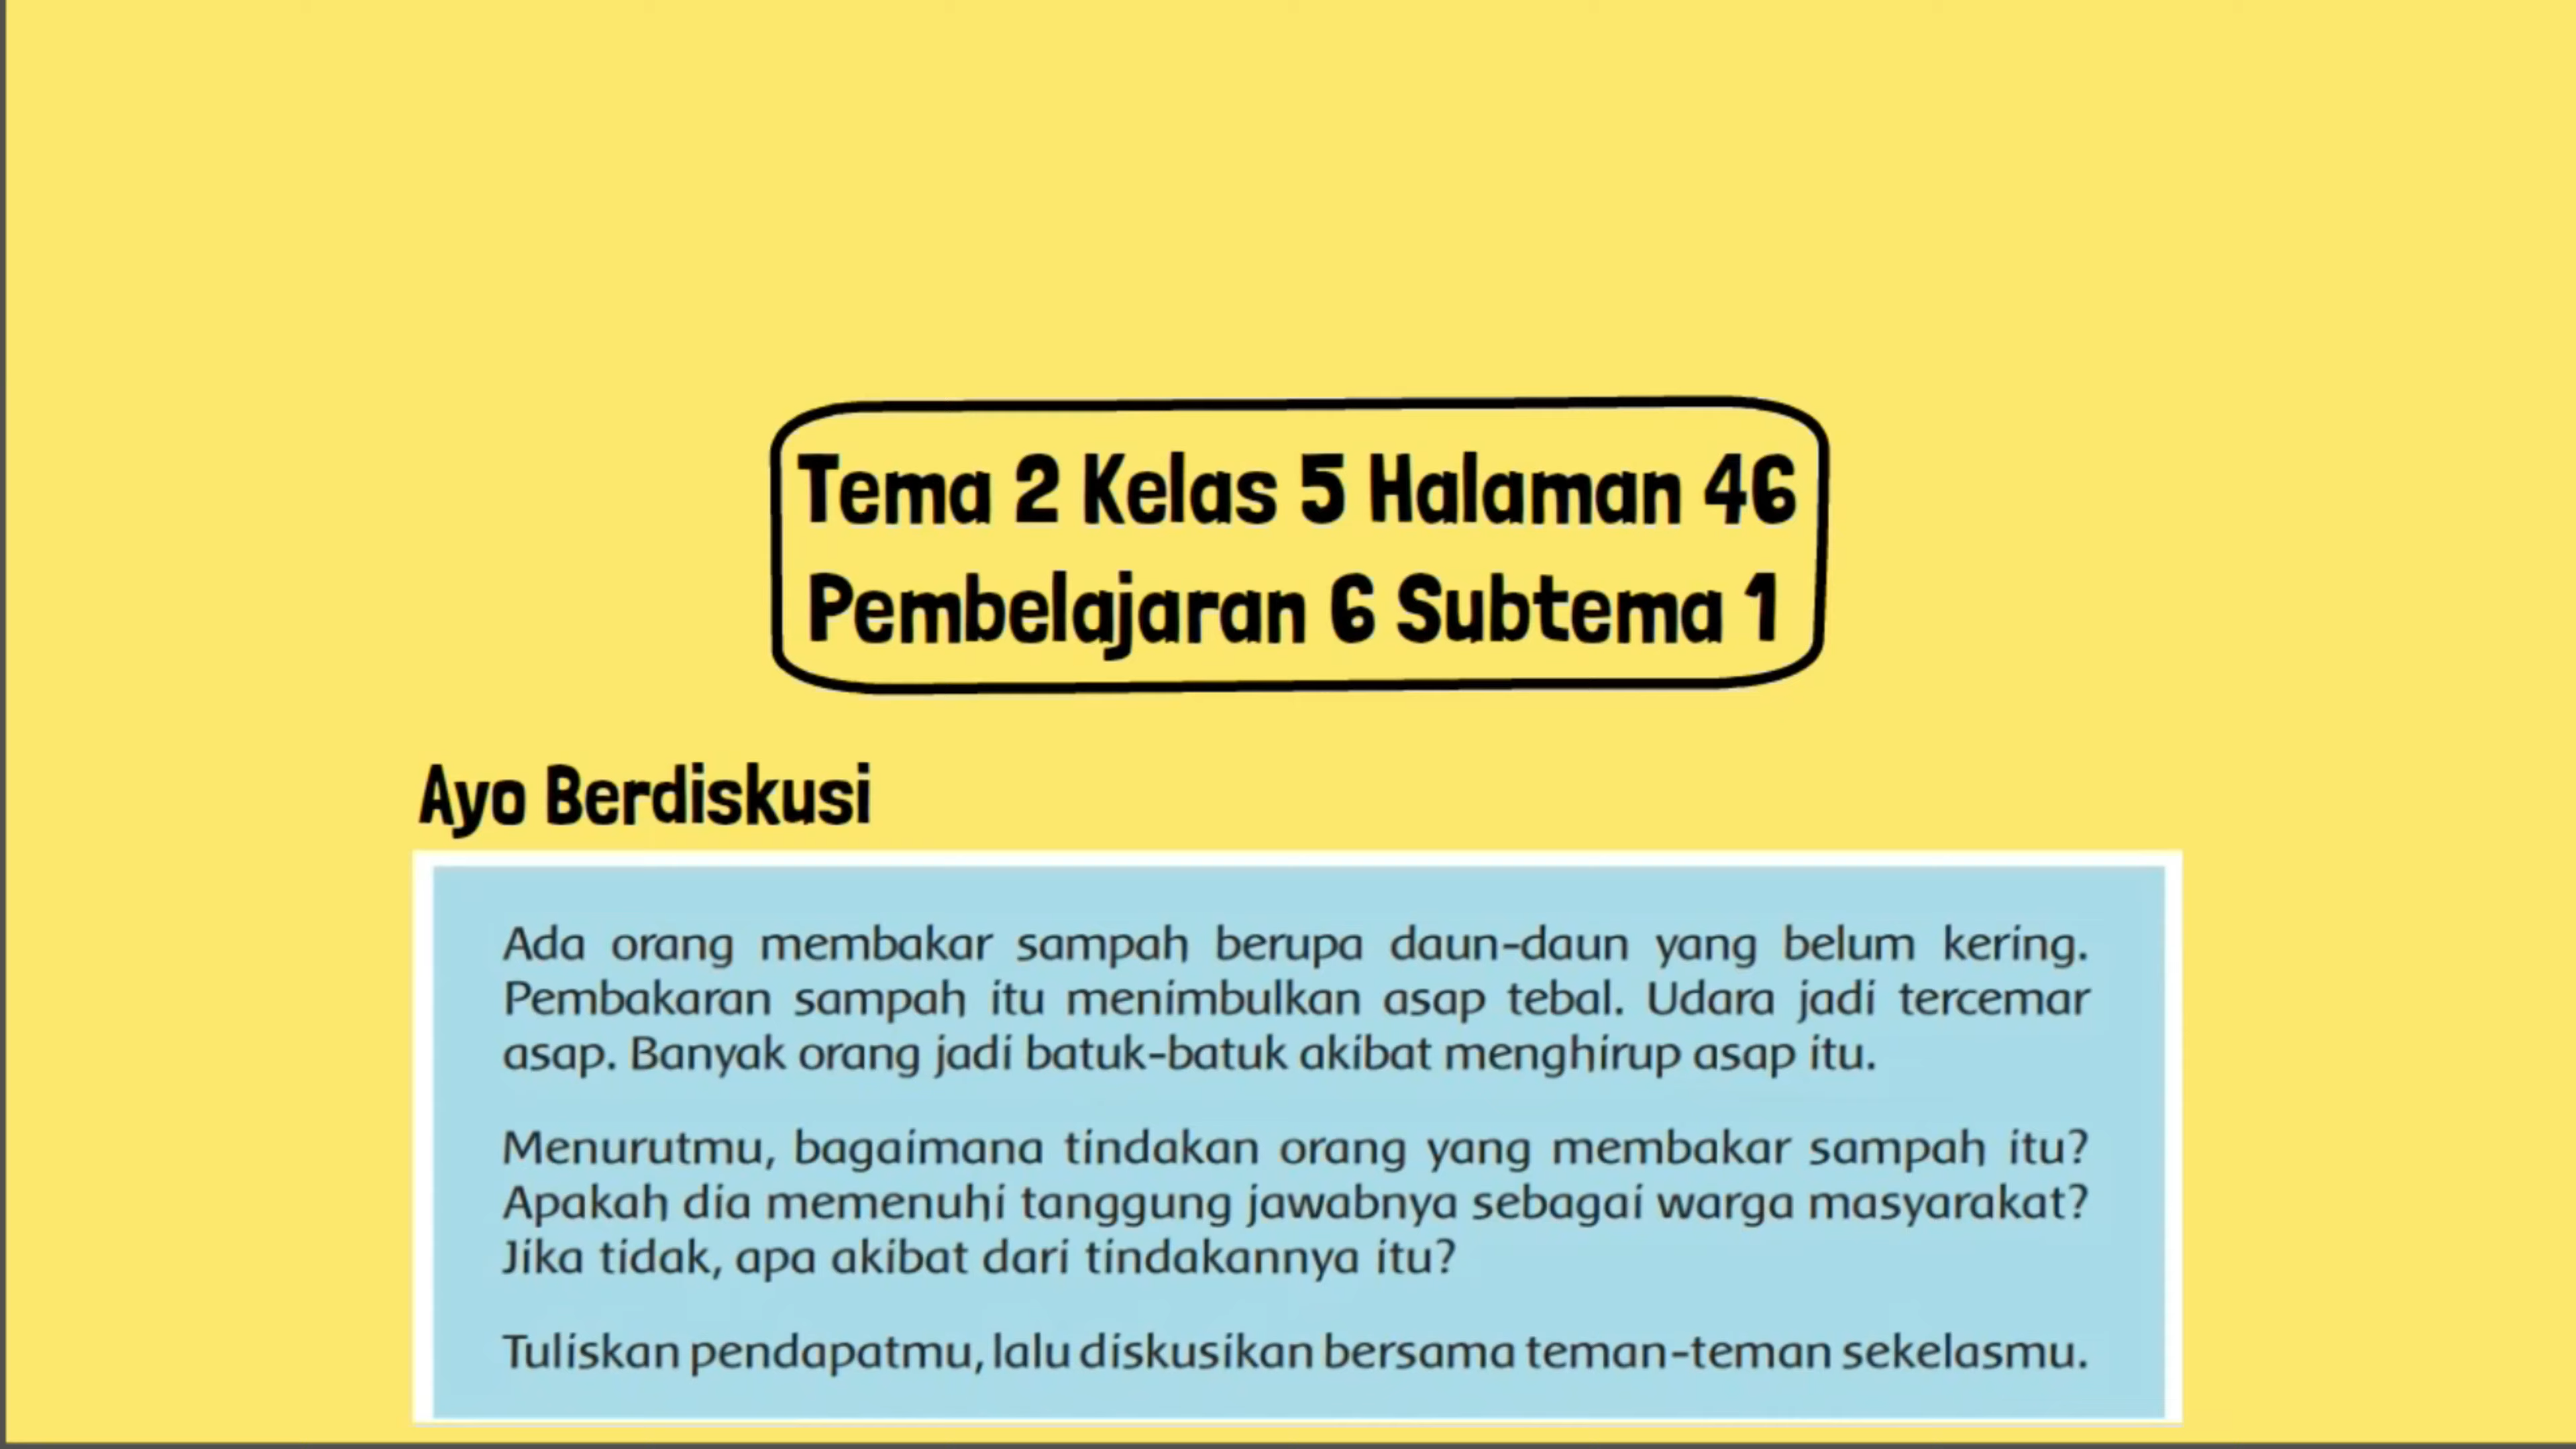 Tema 2 Kelas 5 Halaman 46
Pembelajaran 6 Subtema 1
Ayo Berdiskusi
Ada orang membakar sampah berupa daun-daun yang belum kering.
Pembakaran sampah itu menimbulkan asap tebal. Udara jadi tercemar
asap. Banyak orang jadi batuk-batuk akibat menghirup asap itu.
Menurutmu, bagaimana tindakan orang yang membakar sampah itu?
Apakah dia memenuhi tanggung jawabnya sebagai warga masyarakat?
Jika tidak, apa akibat dari tindakannya itu?
Tuliskan pendapatmu, lalu diskusikan bersama teman-teman sekelasmu.